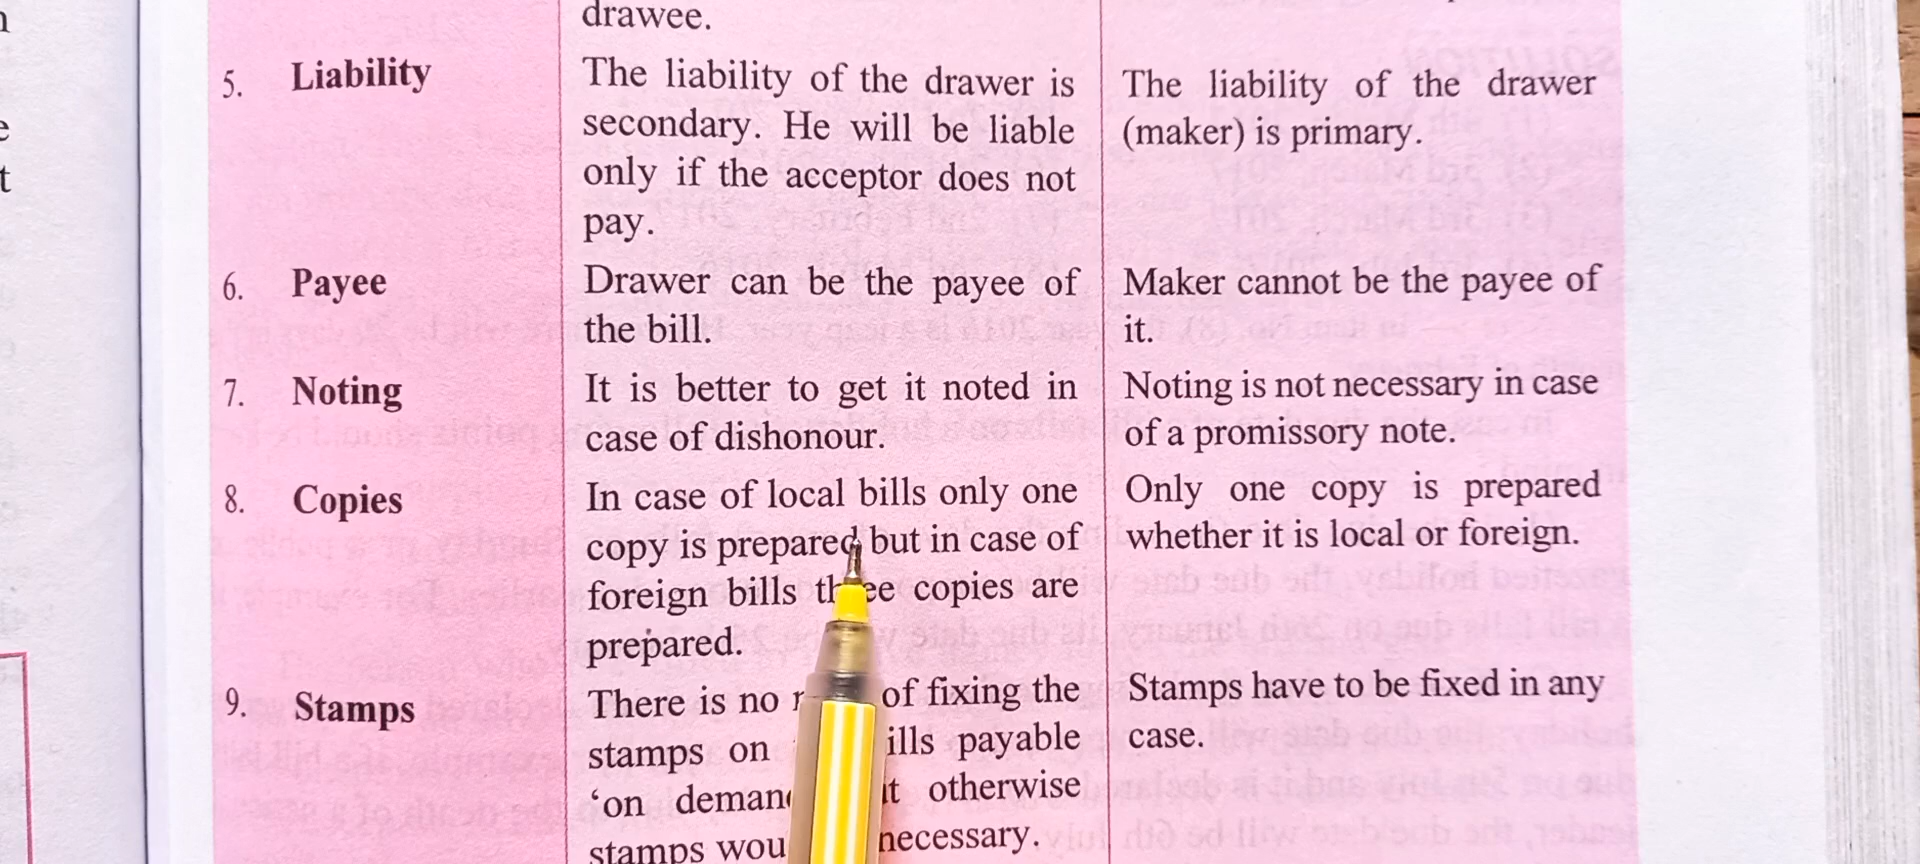 drawee.
5. Liability
The liability of the drawer is
secondary. He will be liable
only if the acceptor does not
pay.
The liability of the drawer
(maker) is primary.
6. Payee
Drawer can be the payee of
the bill.
Maker cannot be the payee of
it.
7. Noting
It is better to get it noted in
case of dishonour.
Noting is not necessary in case
of a promissory note.
8. Copies
In case of local bills only one
copy is prepared but in case of
foreign bills three copies are
prepared.
Only one copy is prepared
whether it is local or foreign.
9. Stamps
There is no of fixing the
stamps on payable
‘on otherwise
stamps necessary.
Stamps have to be fixed in any
case.